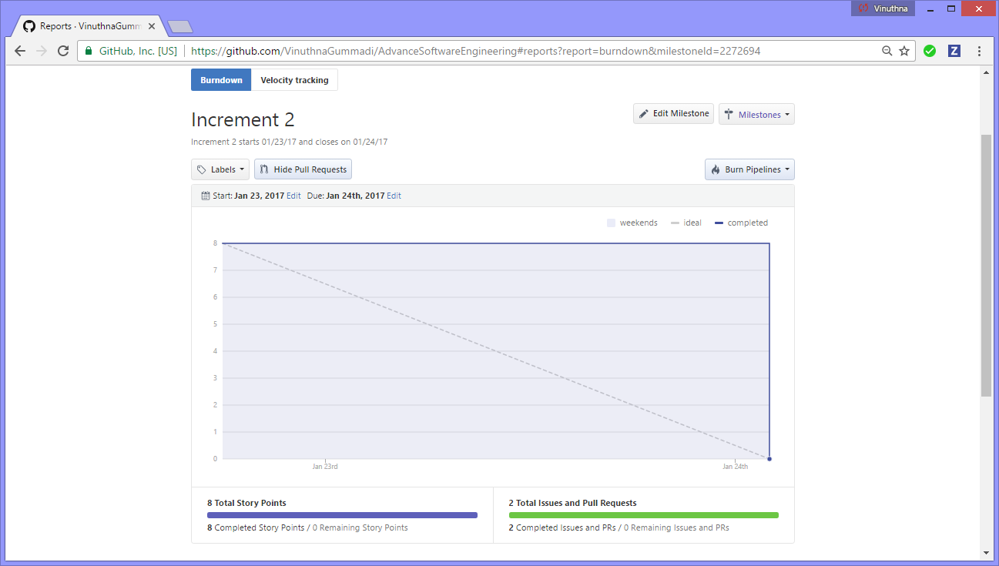 Vinuthna
Reports · VinuthnaGumm
GitHub, Inc. [US] https://github.com/VinuthnaGummadi/AdvanceSoftwareEngineering#reports?report=burndown&milestoneId=2272694
Z
Burndown Velocity tracking
Increment 2
Edit Milestone Milestones
Increment 2 starts 01/23/17 and closes on 01/24/17
Labels Hide Pull Requests Burn Pipelines
Start: Jan 23, 2017 Edit Due: Jan 24th, 2017 Edit
weekends ideal completed
8
7
6
5
4
3
2
1
0
Jan 23rd Jan 24th
8 Total Story Points
8 Completed Story Points / 0 Remaining Story Points
2 Total Issues and Pull Requests
2 Completed Issues and PRs / 0 Remaining Issues and PRs